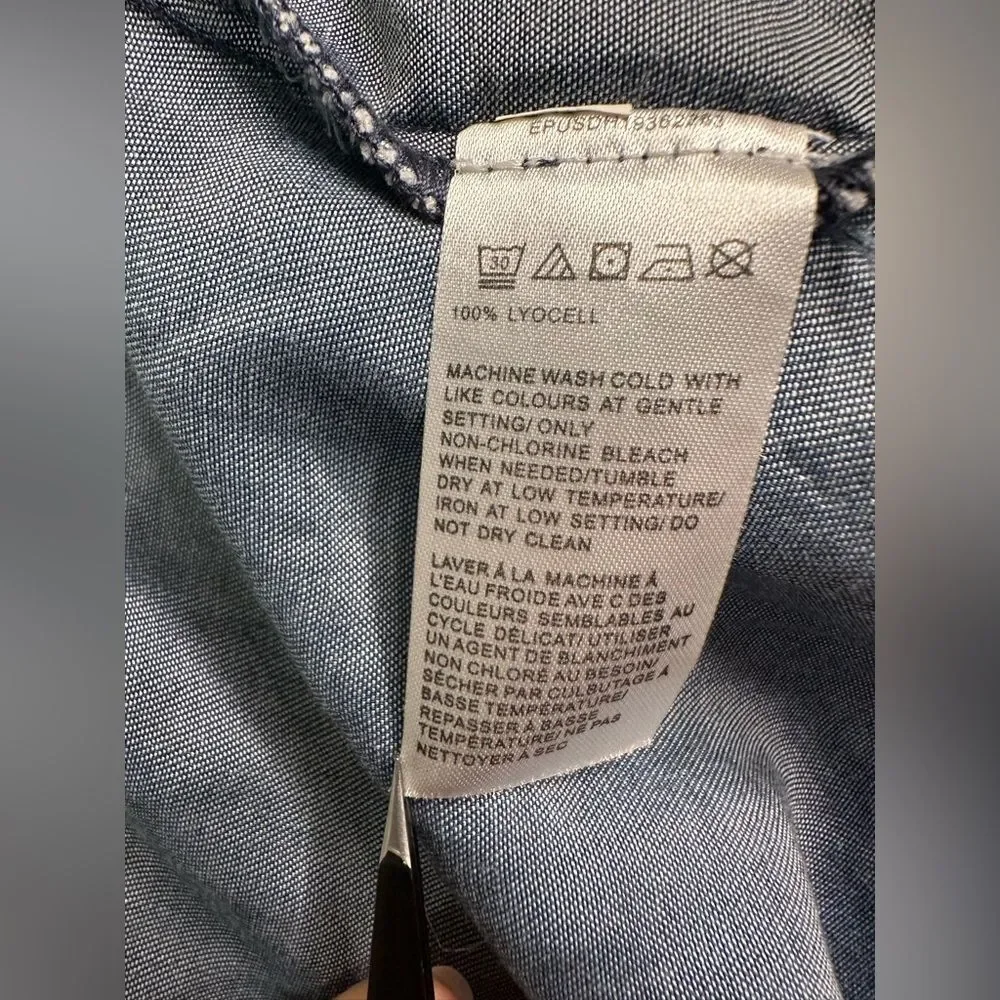 30
100% LYOCELL
MACHINE WASH COLD WITH
LIKE COLOURS AT GENTLE
SETTING/ ONLY
NON-CHLORINE BLEACH
WHEN NEEDED/TUMBLE
DRY AT LOW TEMPERATURE/
IRON AT LOW SETTING/ DO
NOT DRY CLEAN
LAVER À LA MACHINE À
L'EAU FROIDE AVE C DES
COULEURS SEMBLABLES AU
CYCLE DÉLICAT/ UTILISER
UN AGENT DE BLANCHIMENT
NON CHLORÉ AU BESOIN/
SÉCHER PAR CULBUTAGE À
BASSE TEMPÉRATURE/
REPASSER À BASSE
TEMPÉRATURE/ NE PAS
NETTOYER À SEC